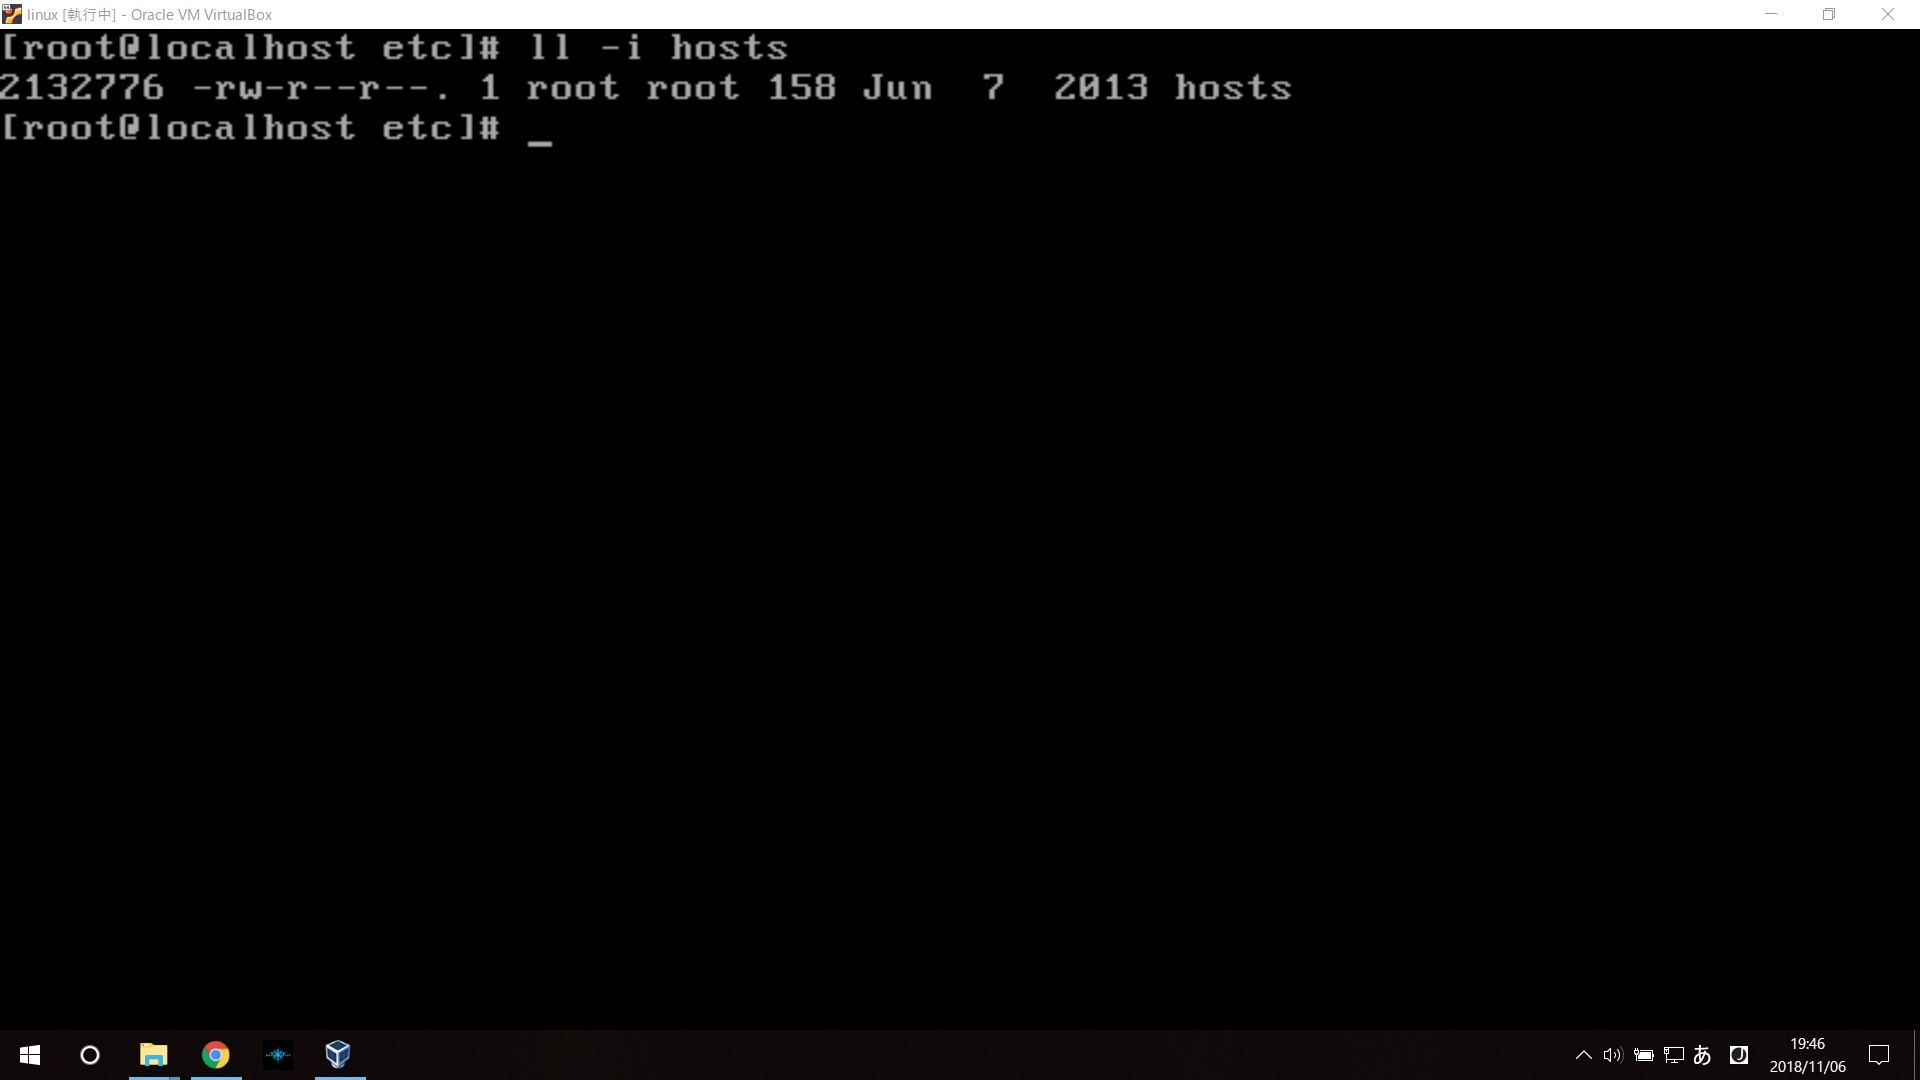 linux [執行中] - Oracle VM VirtualBox
[root@localhost etc]# ll -i hosts
2132776 -rw-r--r--. 1 root root 158 Jun  7  2013 hosts
[root@localhost etc]# _
あ
J
19:46
2018/11/06